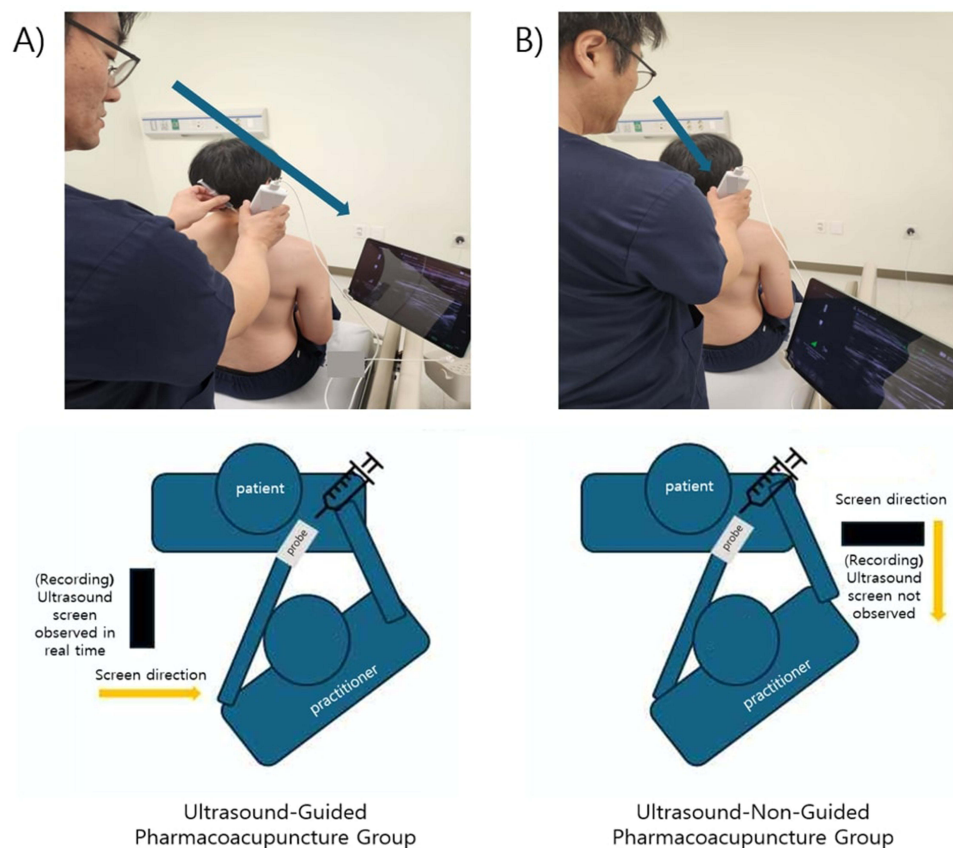 A)
B)
patient
probe
(Recording)
Ultrasound
screen
observed in
real time
Screen direction
practitioner
Ultrasound-Guided
Pharmacoacupuncture Group
patient
probe
Screen direction
(Recording)
Ultrasound
screen not
observed
practitioner
Ultrasound-Non-Guided
Pharmacoacupuncture Group